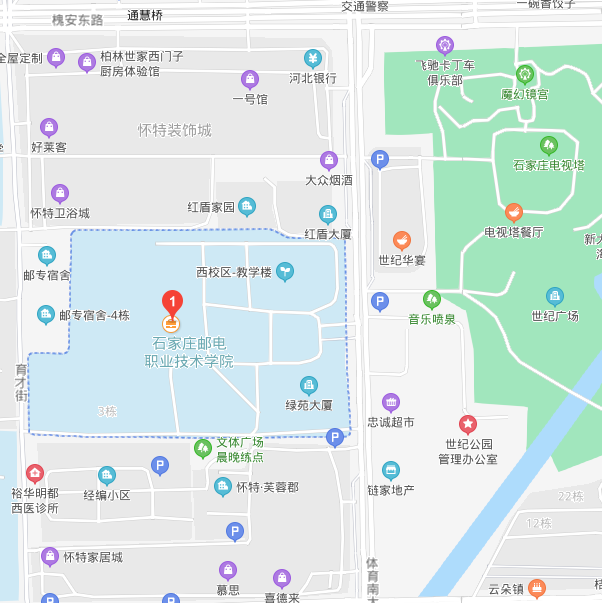 槐安东路
通慧桥
交通警察
一碗香饺子
全屋定制
柏林世家西门子
厨房体验馆
河北银行
飞驰卡丁车
俱乐部
一号馆
魔幻镜宫
怀特装饰城
好莱客
P
石家庄电视塔
大众烟酒
怀特卫浴城
红盾家园
红盾大厦
电视塔餐厅
世纪华宴
邮专宿舍
西校区-教学楼
1
P
邮专宿舍-4栋
音乐喷泉
世纪广场
石家庄邮电
职业技术学院
育才街
绿苑大厦
3栋
忠诚超市
P
文体广场
晨晚练点
世纪公园
管理办公室
P
裕华明都
西医诊所
经编小区
怀特·芙蓉郡
链家地产
22栋
12栋
P
怀特家居城
体育南大
慕思
喜德来
云朵镇
P
P